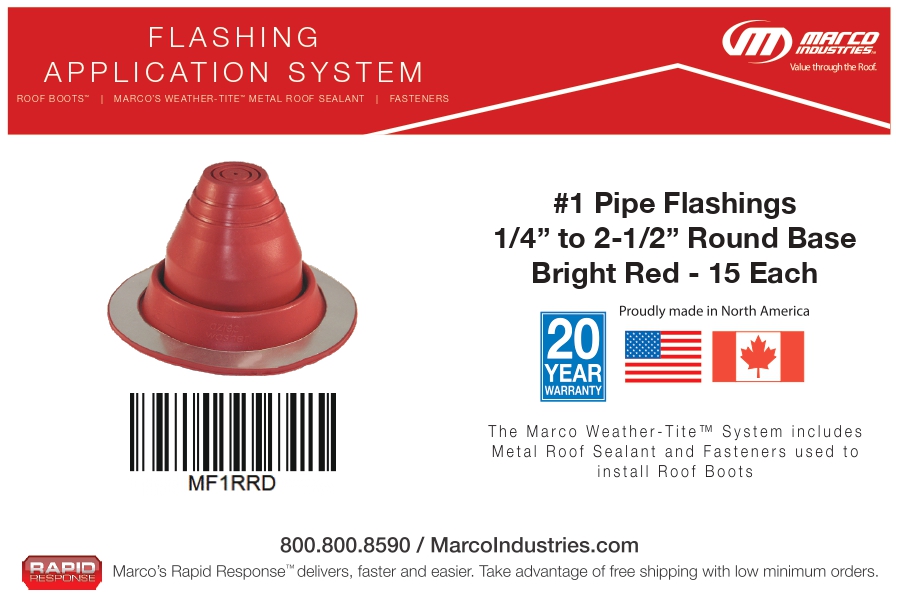 FLASHING
APPLICATION SYSTEM
ROOF BOOTS™ | MARCO'S WEATHER-TITE™ METAL ROOF SEALANT | FASTENERS
MARCO
INDUSTRIES™
Value through the Roof.
#1 Pipe Flashings
1/4” to 2-1/2” Round Base
Bright Red - 15 Each
Proudly made in North America
20
YEAR
WARRANTY
The Marco Weather-Tite™ System includes
Metal Roof Sealant and Fasteners used to
install Roof Boots
MF1RRD
800.800.8590 / MarcoIndustries.com
RAPID
RESPONSE
Marco’s Rapid Response™ delivers, faster and easier. Take advantage of free shipping with low minimum orders.